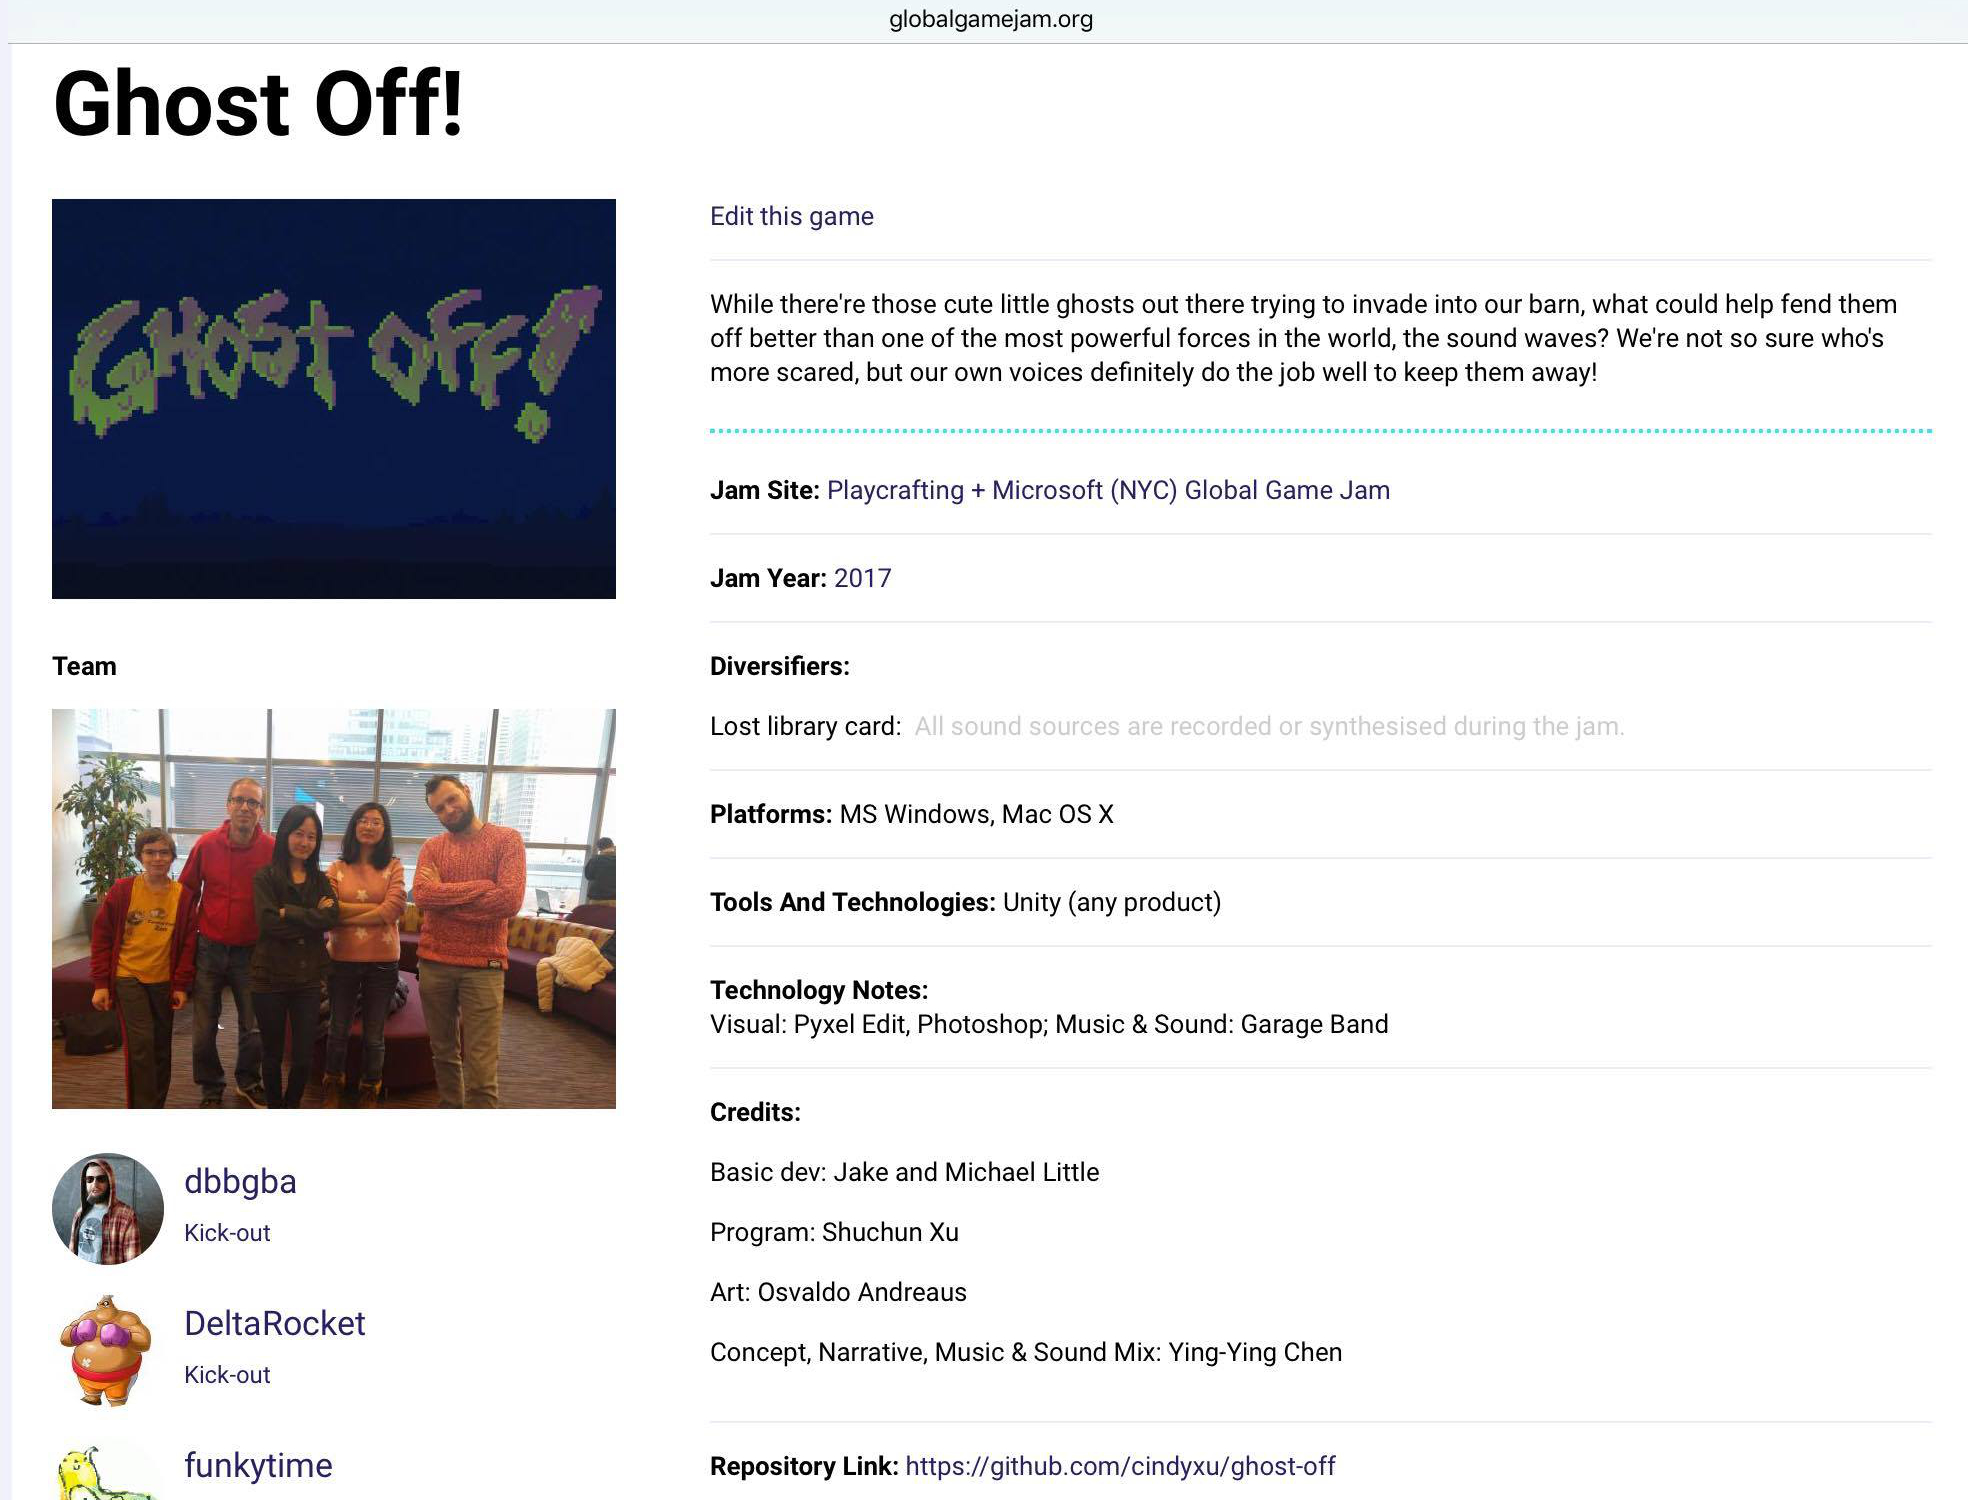 globalgamejam.org
Ghost Off!
GHOST OFF!
Edit this game
While there're those cute little ghosts out there trying to invade into our barn, what could help fend them
off better than one of the most powerful forces in the world, the sound waves? We're not so sure who's
more scared, but our own voices definitely do the job well to keep them away!
Jam Site: Playcrafting + Microsoft (NYC) Global Game Jam
Jam Year: 2017
Team
Diversifiers:
Lost library card: All sound sources are recorded or synthesised during the jam.
Platforms: MS Windows, Mac OS X
Tools And Technologies: Unity (any product)
Technology Notes:
Visual: Pyxel Edit, Photoshop; Music & Sound: Garage Band
Credits:
Basic dev: Jake and Michael Little
Program: Shuchun Xu
Art: Osvaldo Andreaus
Concept, Narrative, Music & Sound Mix: Ying-Ying Chen
Repository Link: https://github.com/cindyxu/ghost-off
dbbgba
Kick-out
DeltaRocket
Kick-out
funkytime